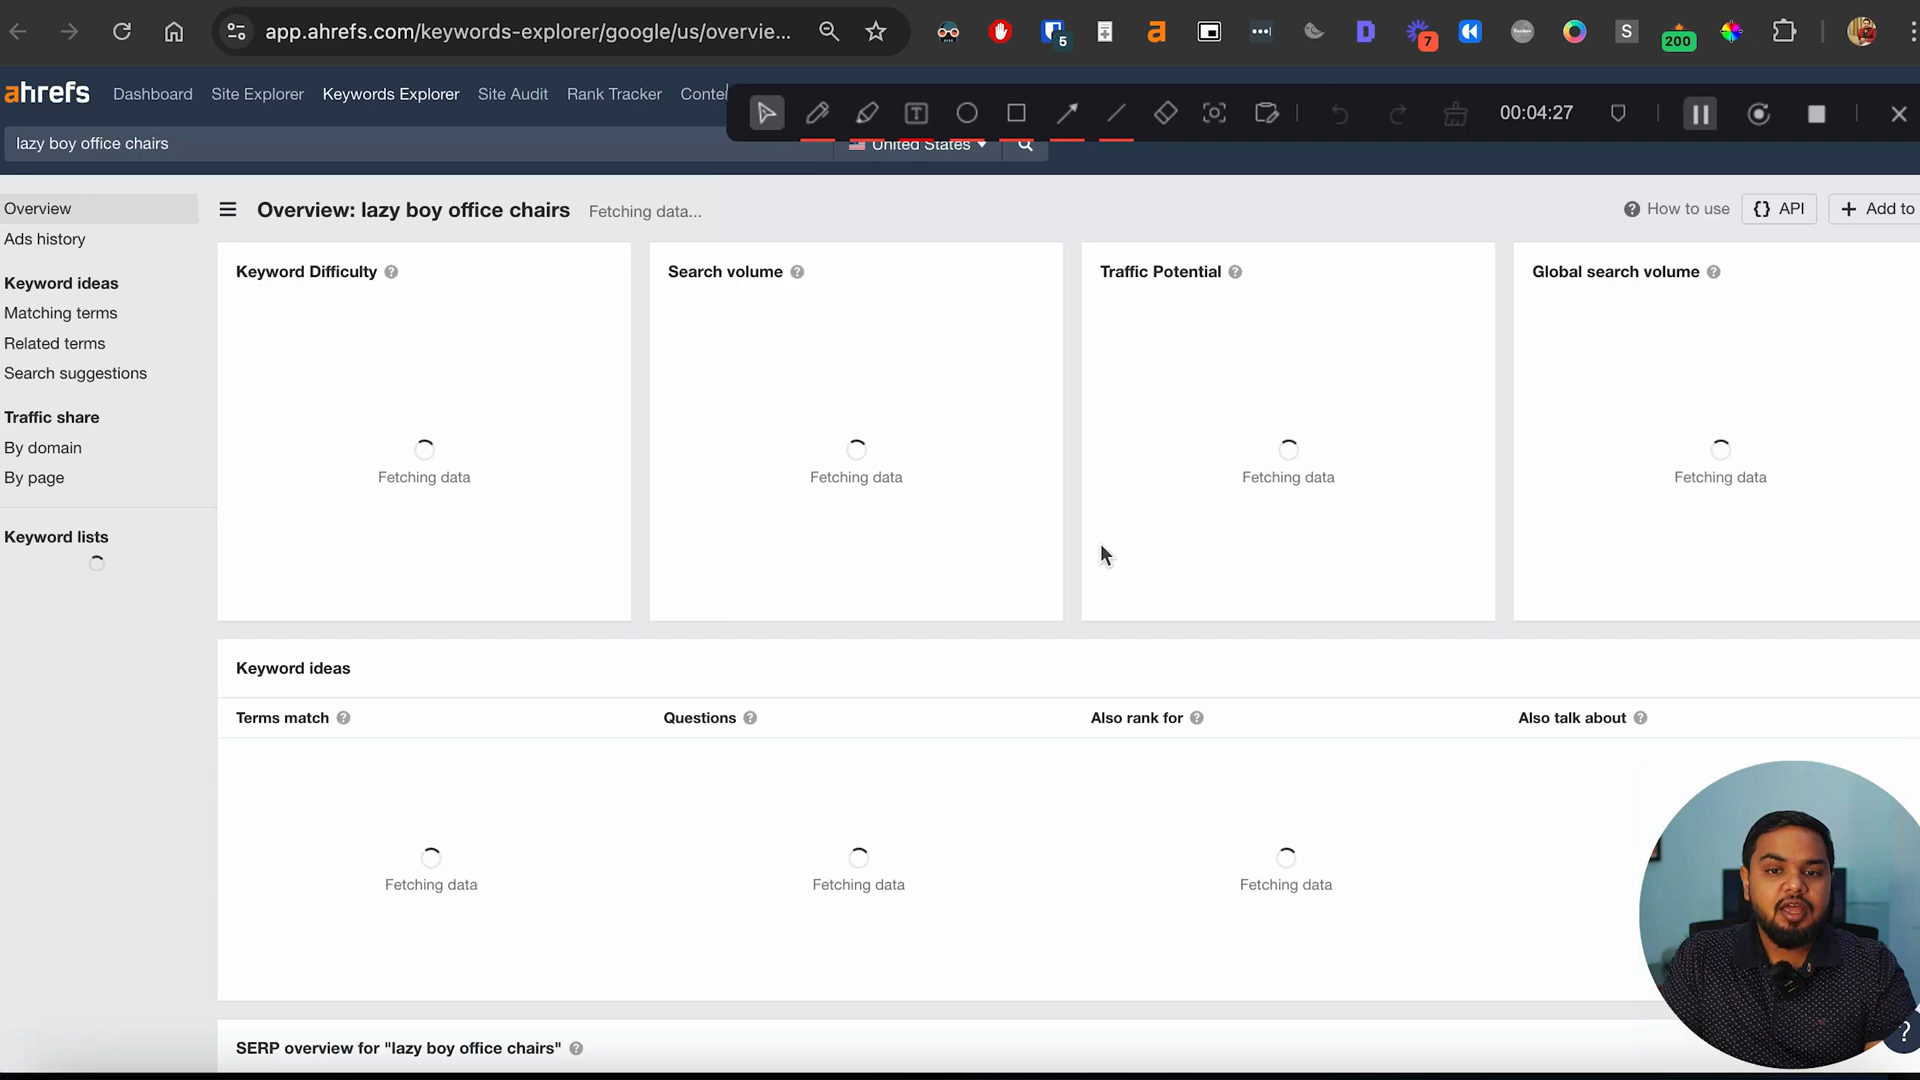 app.ahrefs.com/keywords-explorer/google/us/overvie...
5
7
S
200
ahrefs
Dashboard
Site Explorer
Keywords Explorer
Site Audit
Rank Tracker
Conte
00:04:27
lazy boy office chairs
United States
Overview
Ads history
Keyword ideas
Matching terms
Related terms
Search suggestions
Traffic share
By domain
By page
Keyword lists
Overview: lazy boy office chairs
Fetching data...
How to use
{} API
+ Add to
Keyword Difficulty
Search volume
Traffic Potential
Global search volume
Fetching data
Fetching data
Fetching data
Fetching data
Keyword ideas
Terms match
Questions
Also rank for
Also talk about
Fetching data
Fetching data
Fetching data
SERP overview for "lazy boy office chairs"